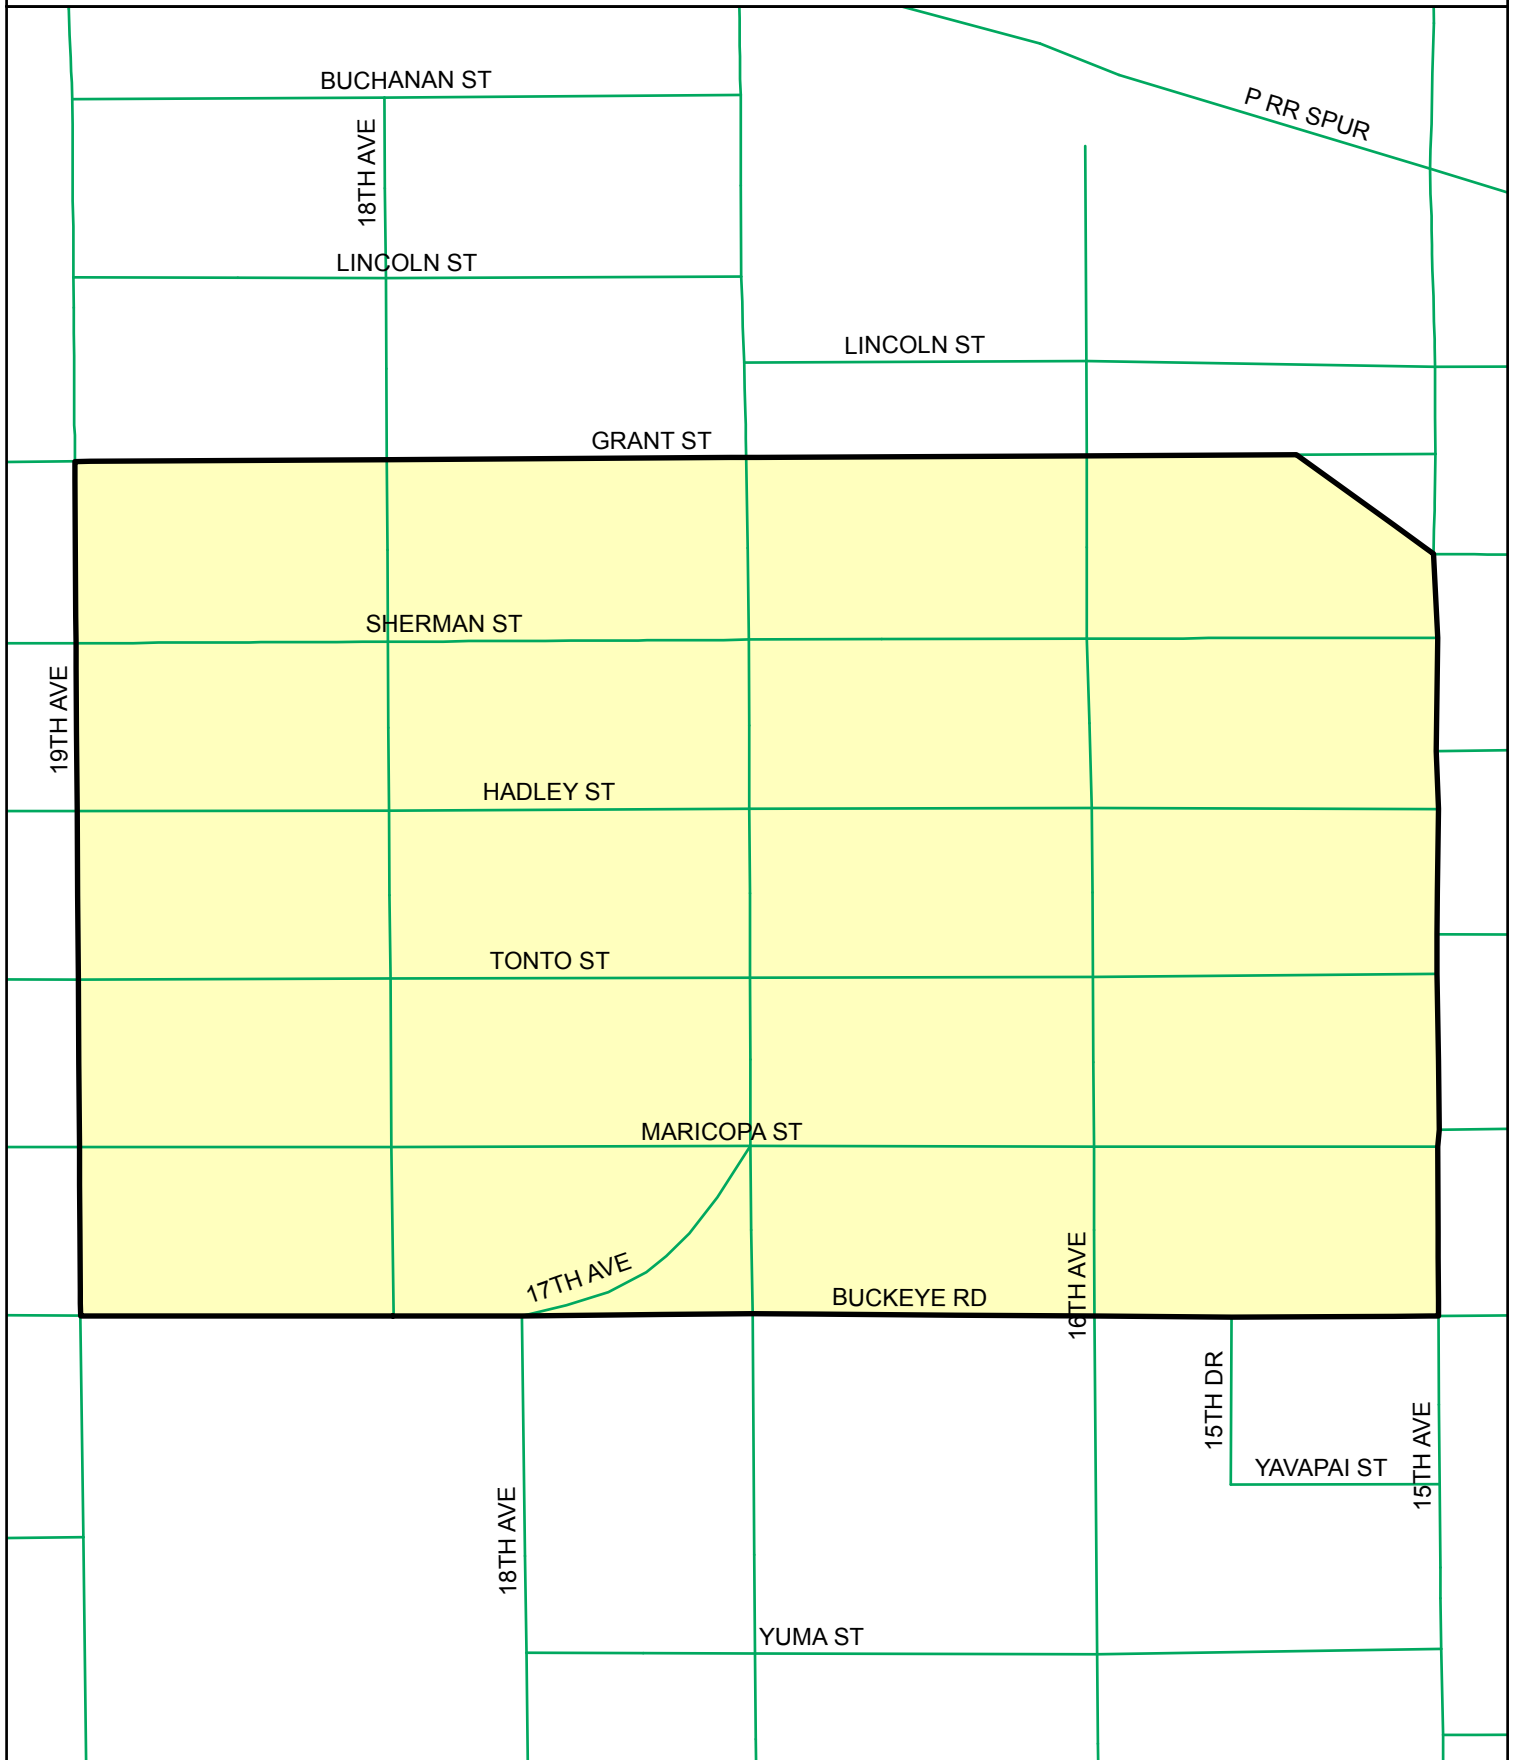 BUCHANAN ST
P RR SPUR
18TH AVE
LINCOLN ST
LINCOLN ST
GRANT ST
SHERMAN ST
19TH AVE
HADLEY ST
TONTO ST
MARICOPA ST
17TH AVE
16TH AVE
BUCKEYE RD
15TH DR
15TH AVE
YAVAPAI ST
18TH AVE
YUMA ST